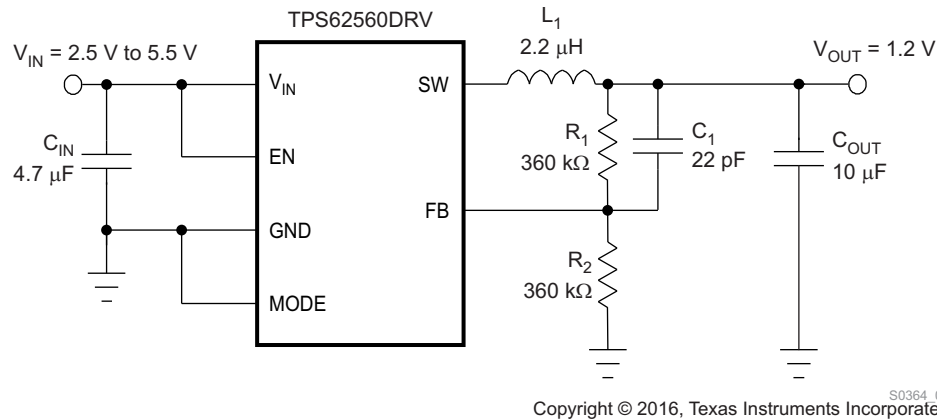 TPS62560DRV
L1
2.2 μH
VIN = 2.5 V to 5.5 V
VOUT = 1.2 V
VIN
SW
CIN
4.7 μF
EN
R1
360 kΩ
C1
22 pF
COUT
10 μF
FB
GND
R2
360 kΩ
MODE
Copyright © 2016, Texas Instruments Incorporate